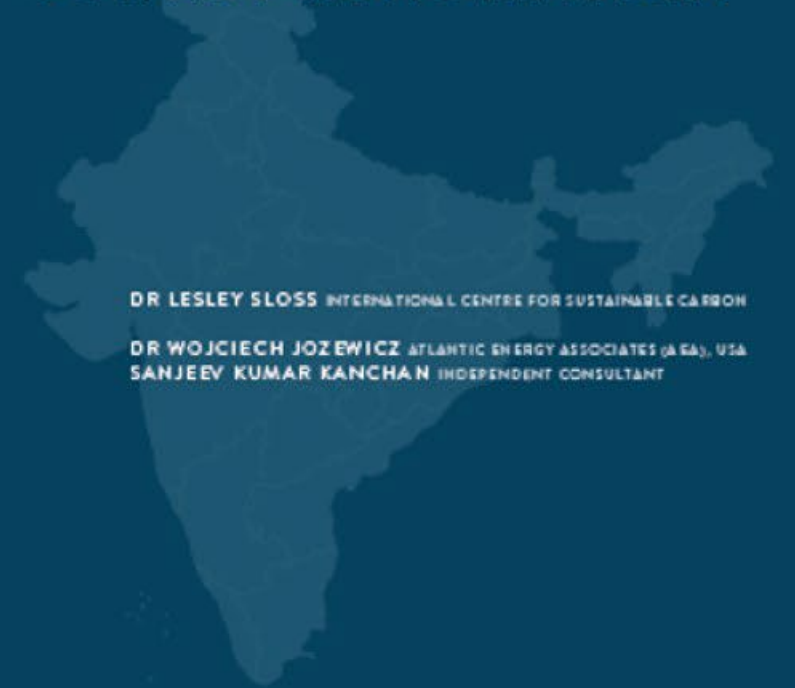 DR LESLEY SLOSS INTERNATIONAL CENTRE FOR SUSTAINABLE CARBON
DR WOJCIECH JOZEWICZ ATLANTIC ENERGY ASSOCIATES (AEA), USA
SANJEEV KUMAR KANCHAN INDEPENDENT CONSULTANT